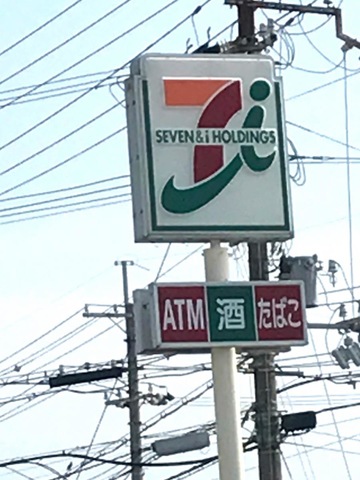 SEVEN & i HOLDINGS
ATM 酒 たばこ